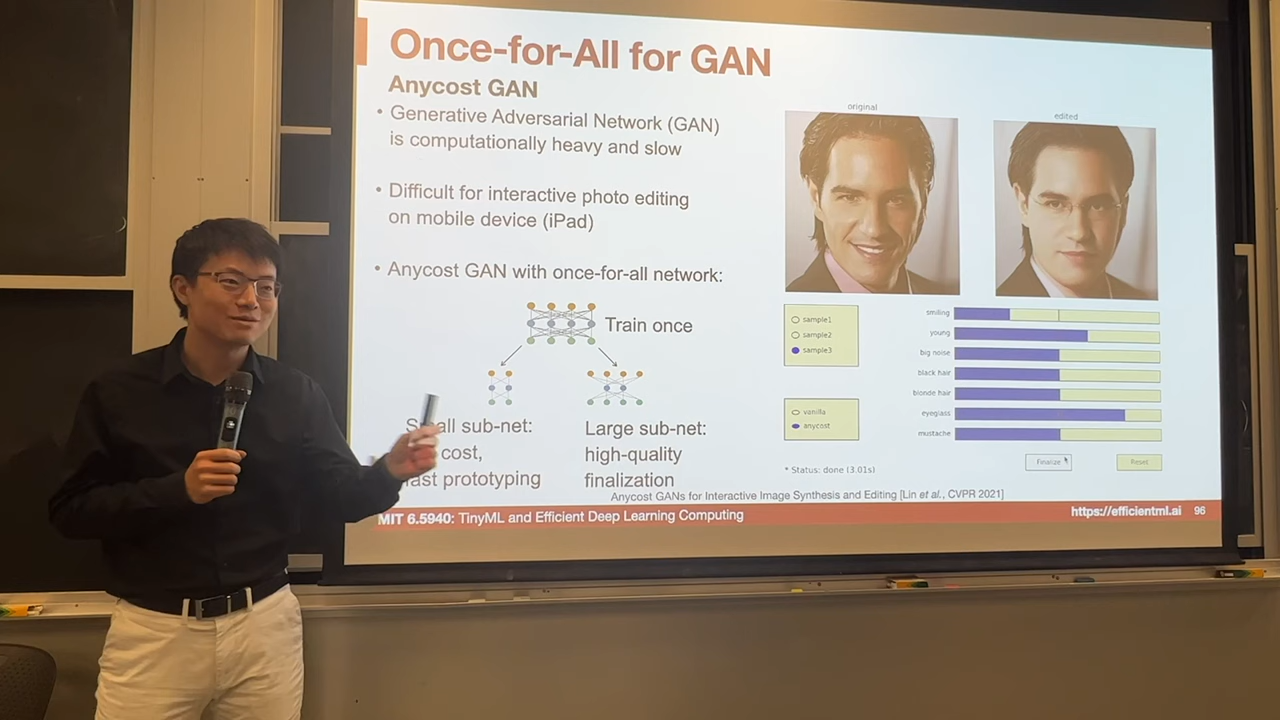 Once-for-All for GAN
Anycost GAN
• Generative Adversarial Network (GAN)
is computationally heavy and slow
• Difficult for interactive photo editing
on mobile device (iPad)
• Anycost GAN with once-for-all network:
Train once
Small sub-net:
cost,
fast prototyping
Large sub-net:
high-quality
finalization
original
edited
sample1
sample2
sample3
vanilla
anycost
* Status: done (3.01s)
smiling
young
big noise
black hair
blonde hair
eyeglass
mustache
Finalize
Reset
Anycost GANs for Interactive Image Synthesis and Editing [Lin et al., CVPR 2021]
MIT 6.5940: TinyML and Efficient Deep Learning Computing
https://efficientml.ai 96